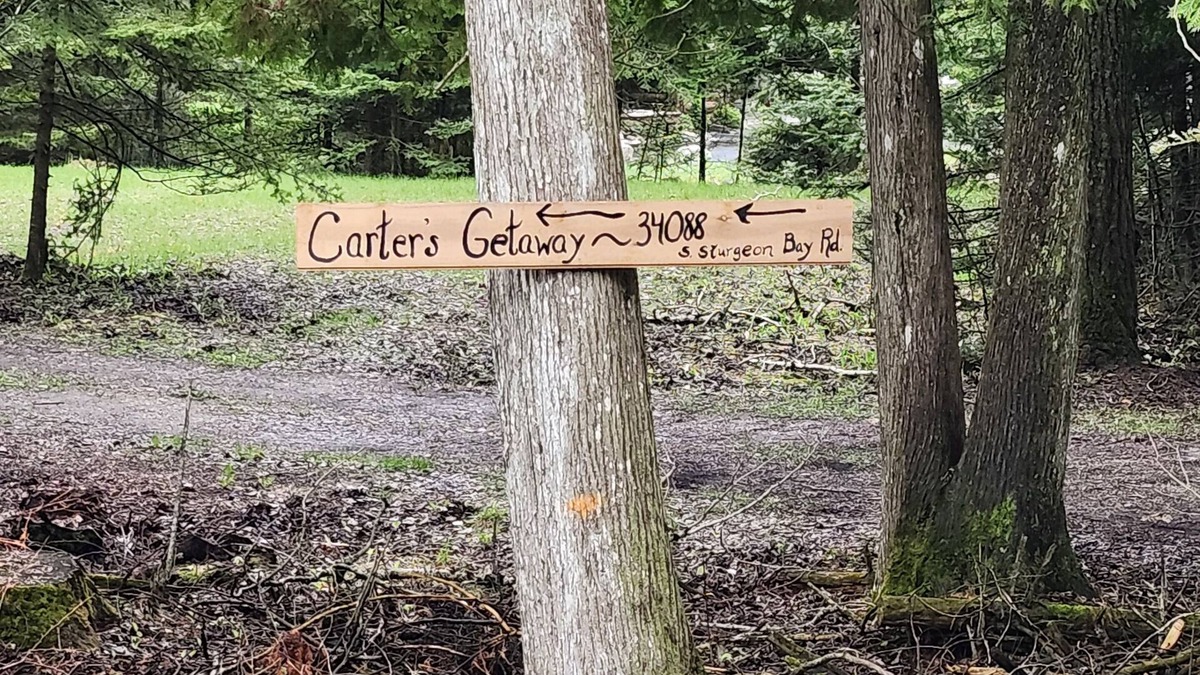 Carter's Getaway ~ 34088
S. Sturgeon Bay Rd.